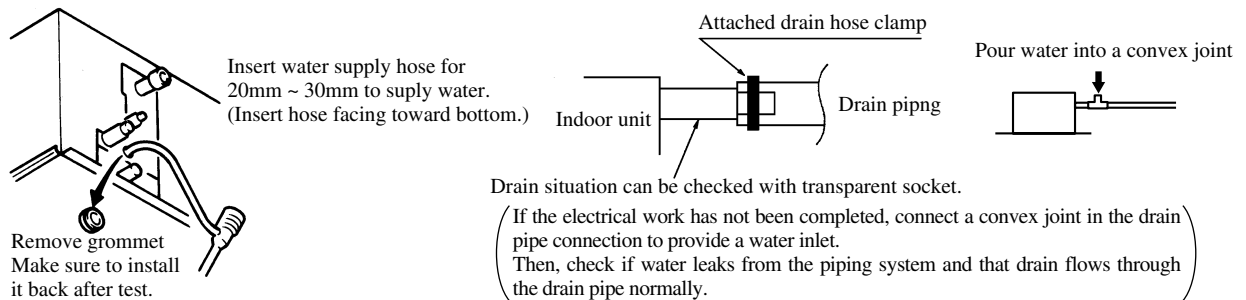 Insert water supply hose for
20mm ~ 30mm to suply water.
(Insert hose facing toward bottom.)
Remove grommet
Make sure to install
it back after test.
Attached drain hose clamp
Indoor unit
Drain pipng
Pour water into a convex joint
Drain situation can be checked with transparent socket.
If the electrical work has not been completed, connect a convex joint in the drain
pipe connection to provide a water inlet.
Then, check if water leaks from the piping system and that drain flows through
the drain pipe normally.